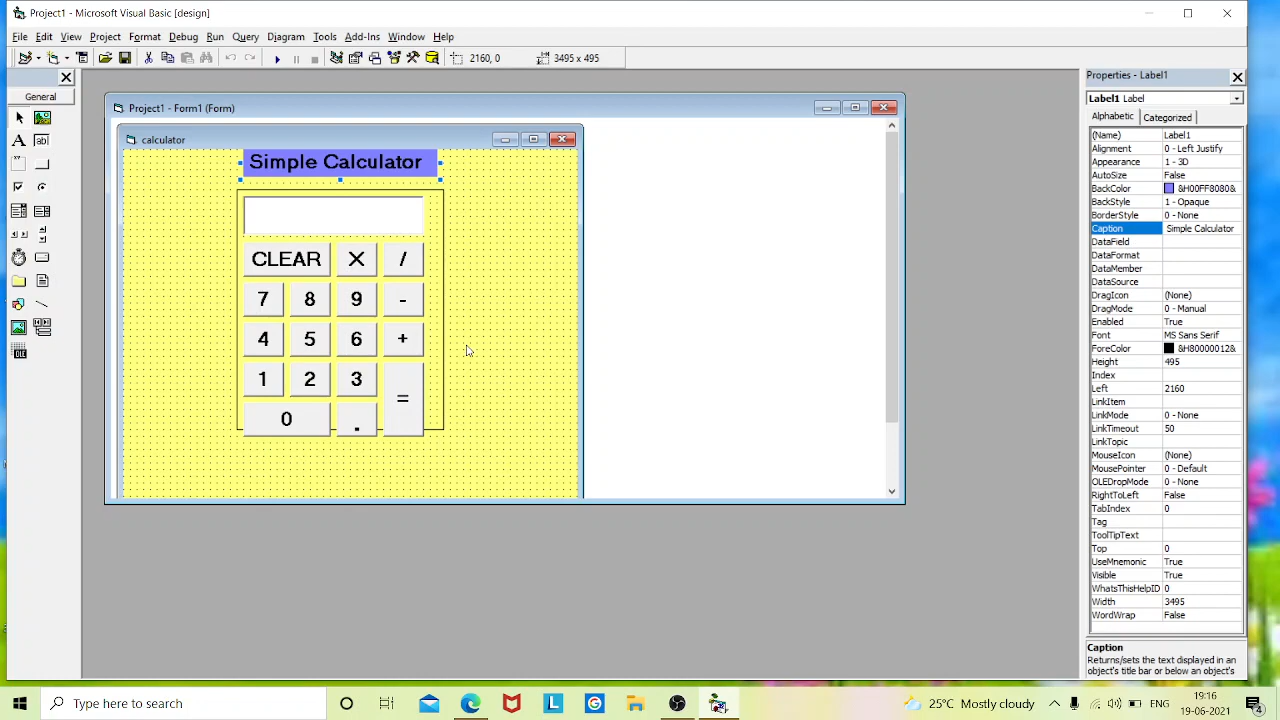 Project1 - Microsoft Visual Basic [design]
File Edit View Project Format Debug Run Query Diagram Tools Add-Ins Window Help
2160, 0 3495 x 495
General
Project1 - Form1 (Form)
calculator
Simple Calculator
CLEAR X /
7 8 9 -
4 5 6 +
1 2 3 =
0 .
Properties - Label1
Label1 Label
Alphabetic Categorized
(Name) Label1
Alignment 0 - Left Justify
Appearance 1 - 3D
AutoSize False
BackColor &H00FF8080&
BackStyle 1 - Opaque
BorderStyle 0 - None
Caption Simple Calculator
DataField
DataFormat
DataMember
DataSource
DragIcon (None)
DragMode 0 - Manual
Enabled True
Font MS Sans Serif
ForeColor &H80000012&
Height 495
Index
Left 2160
LinkItem
LinkMode 0 - None
LinkTimeout 50
LinkTopic
MouseIcon (None)
MousePointer 0 - Default
OLEDropMode 0 - None
RightToLeft False
TabIndex 0
Tag
ToolTipText
Top 0
UseMnemonic True
Visible True
WhatsThisHelpID 0
Width 3495
WordWrap False
Caption
Returns/sets the text displayed in an
object's title bar or below an object's
Type here to search
25°C Mostly cloudy ENG 19:16
19-06-2021 4